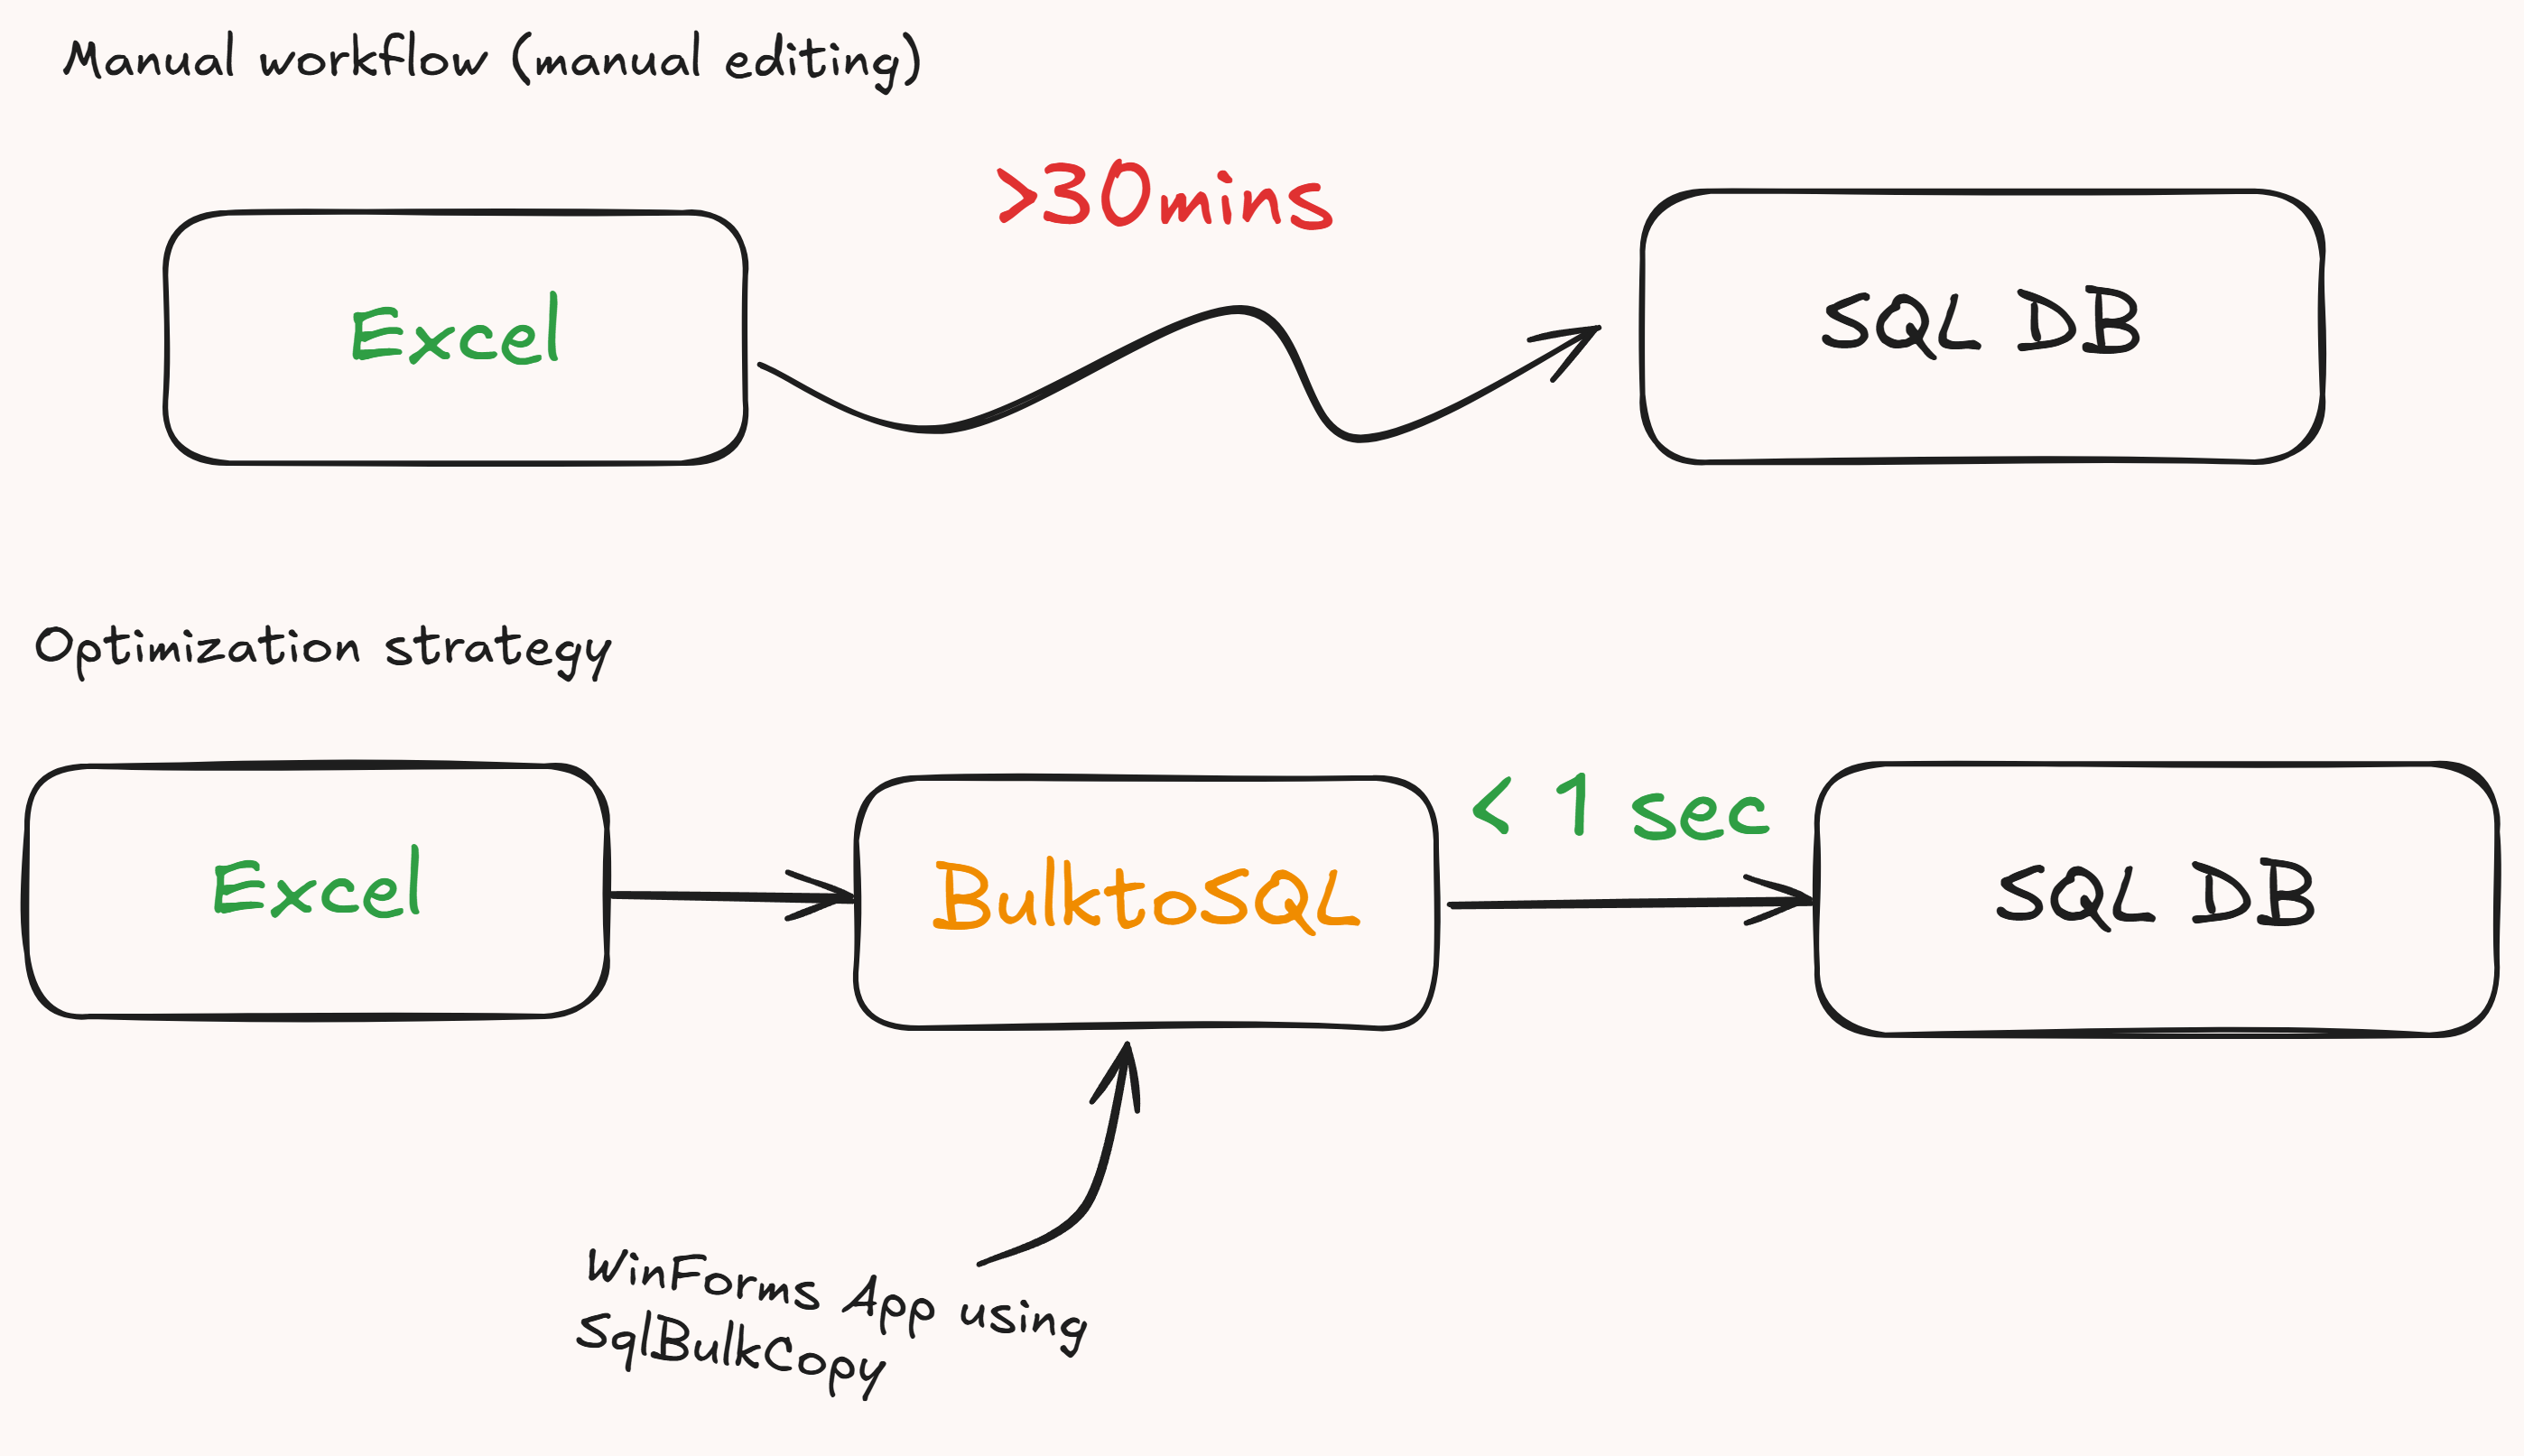 Manual workflow (manual editing)
>30mins
Excel
SQL DB
Optimization strategy
Excel
BulktoSQL
< 1 sec
SQL DB
WinForms App using
SqlBulkCopy